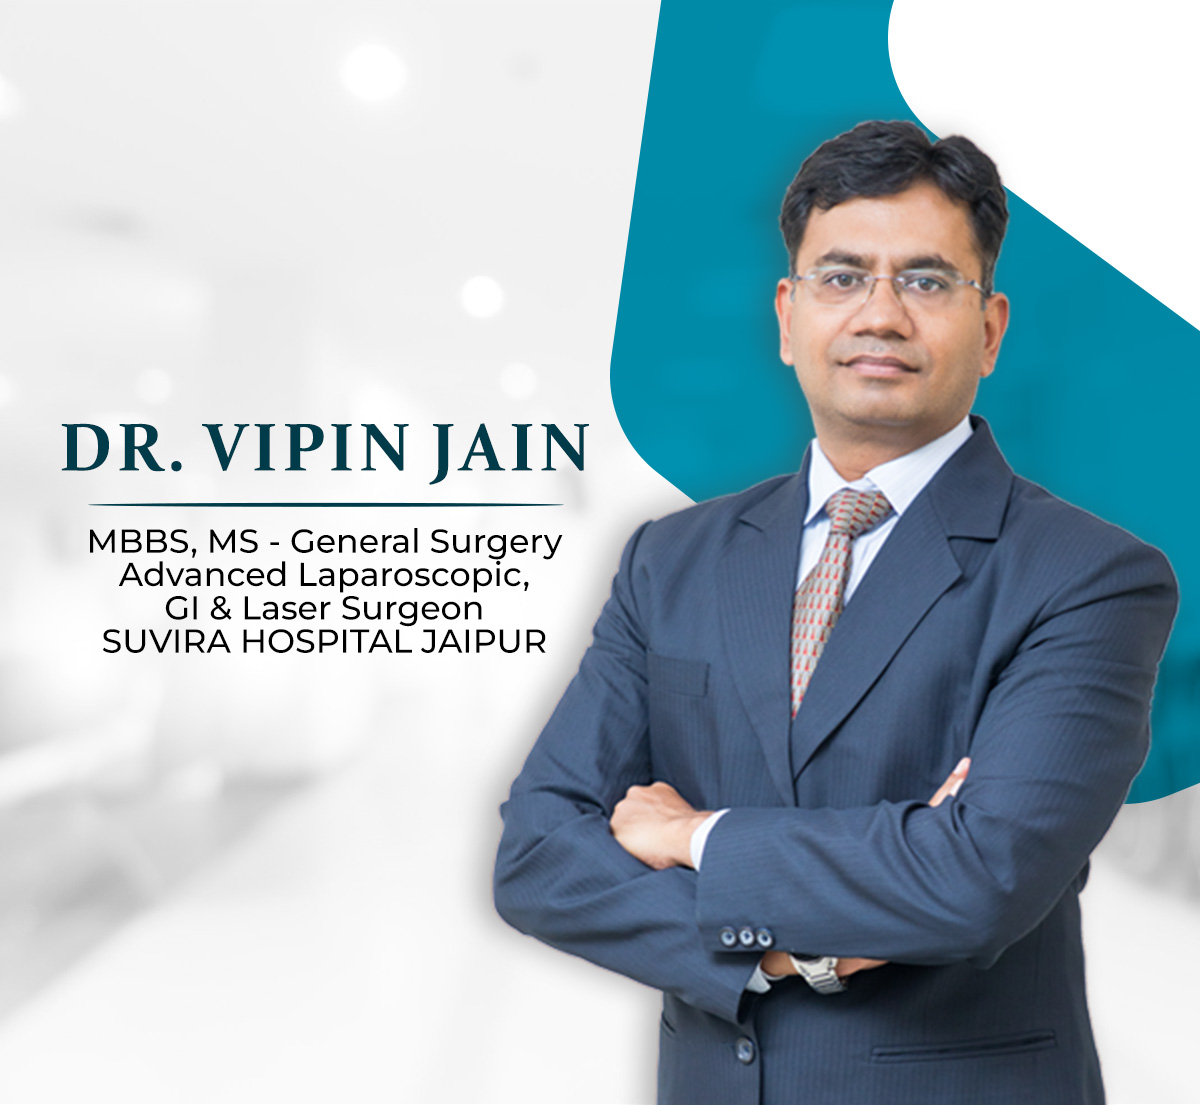 DR. VIPIN JAIN
MBBS, MS - General Surgery
Advanced Laparoscopic,
GI & Laser Surgeon
SUVIRA HOSPITAL JAIPUR